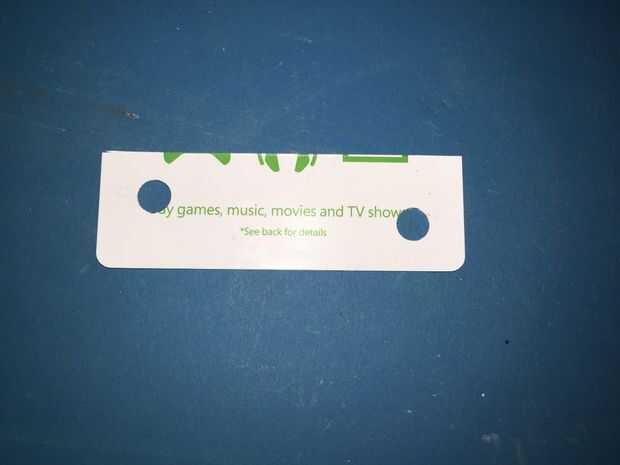 games, music, movies and TV
*See back for details